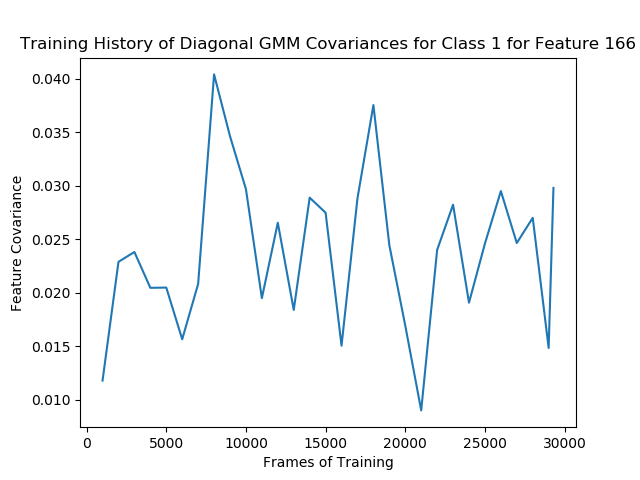 Training History of Diagonal GMM Covariances for Class 1 for Feature 166
0.040
0.035
0.030
0.025
0.020
0.015
0.010
Feature Covariance
0 5000 10000 15000 20000 25000 30000
Frames of Training